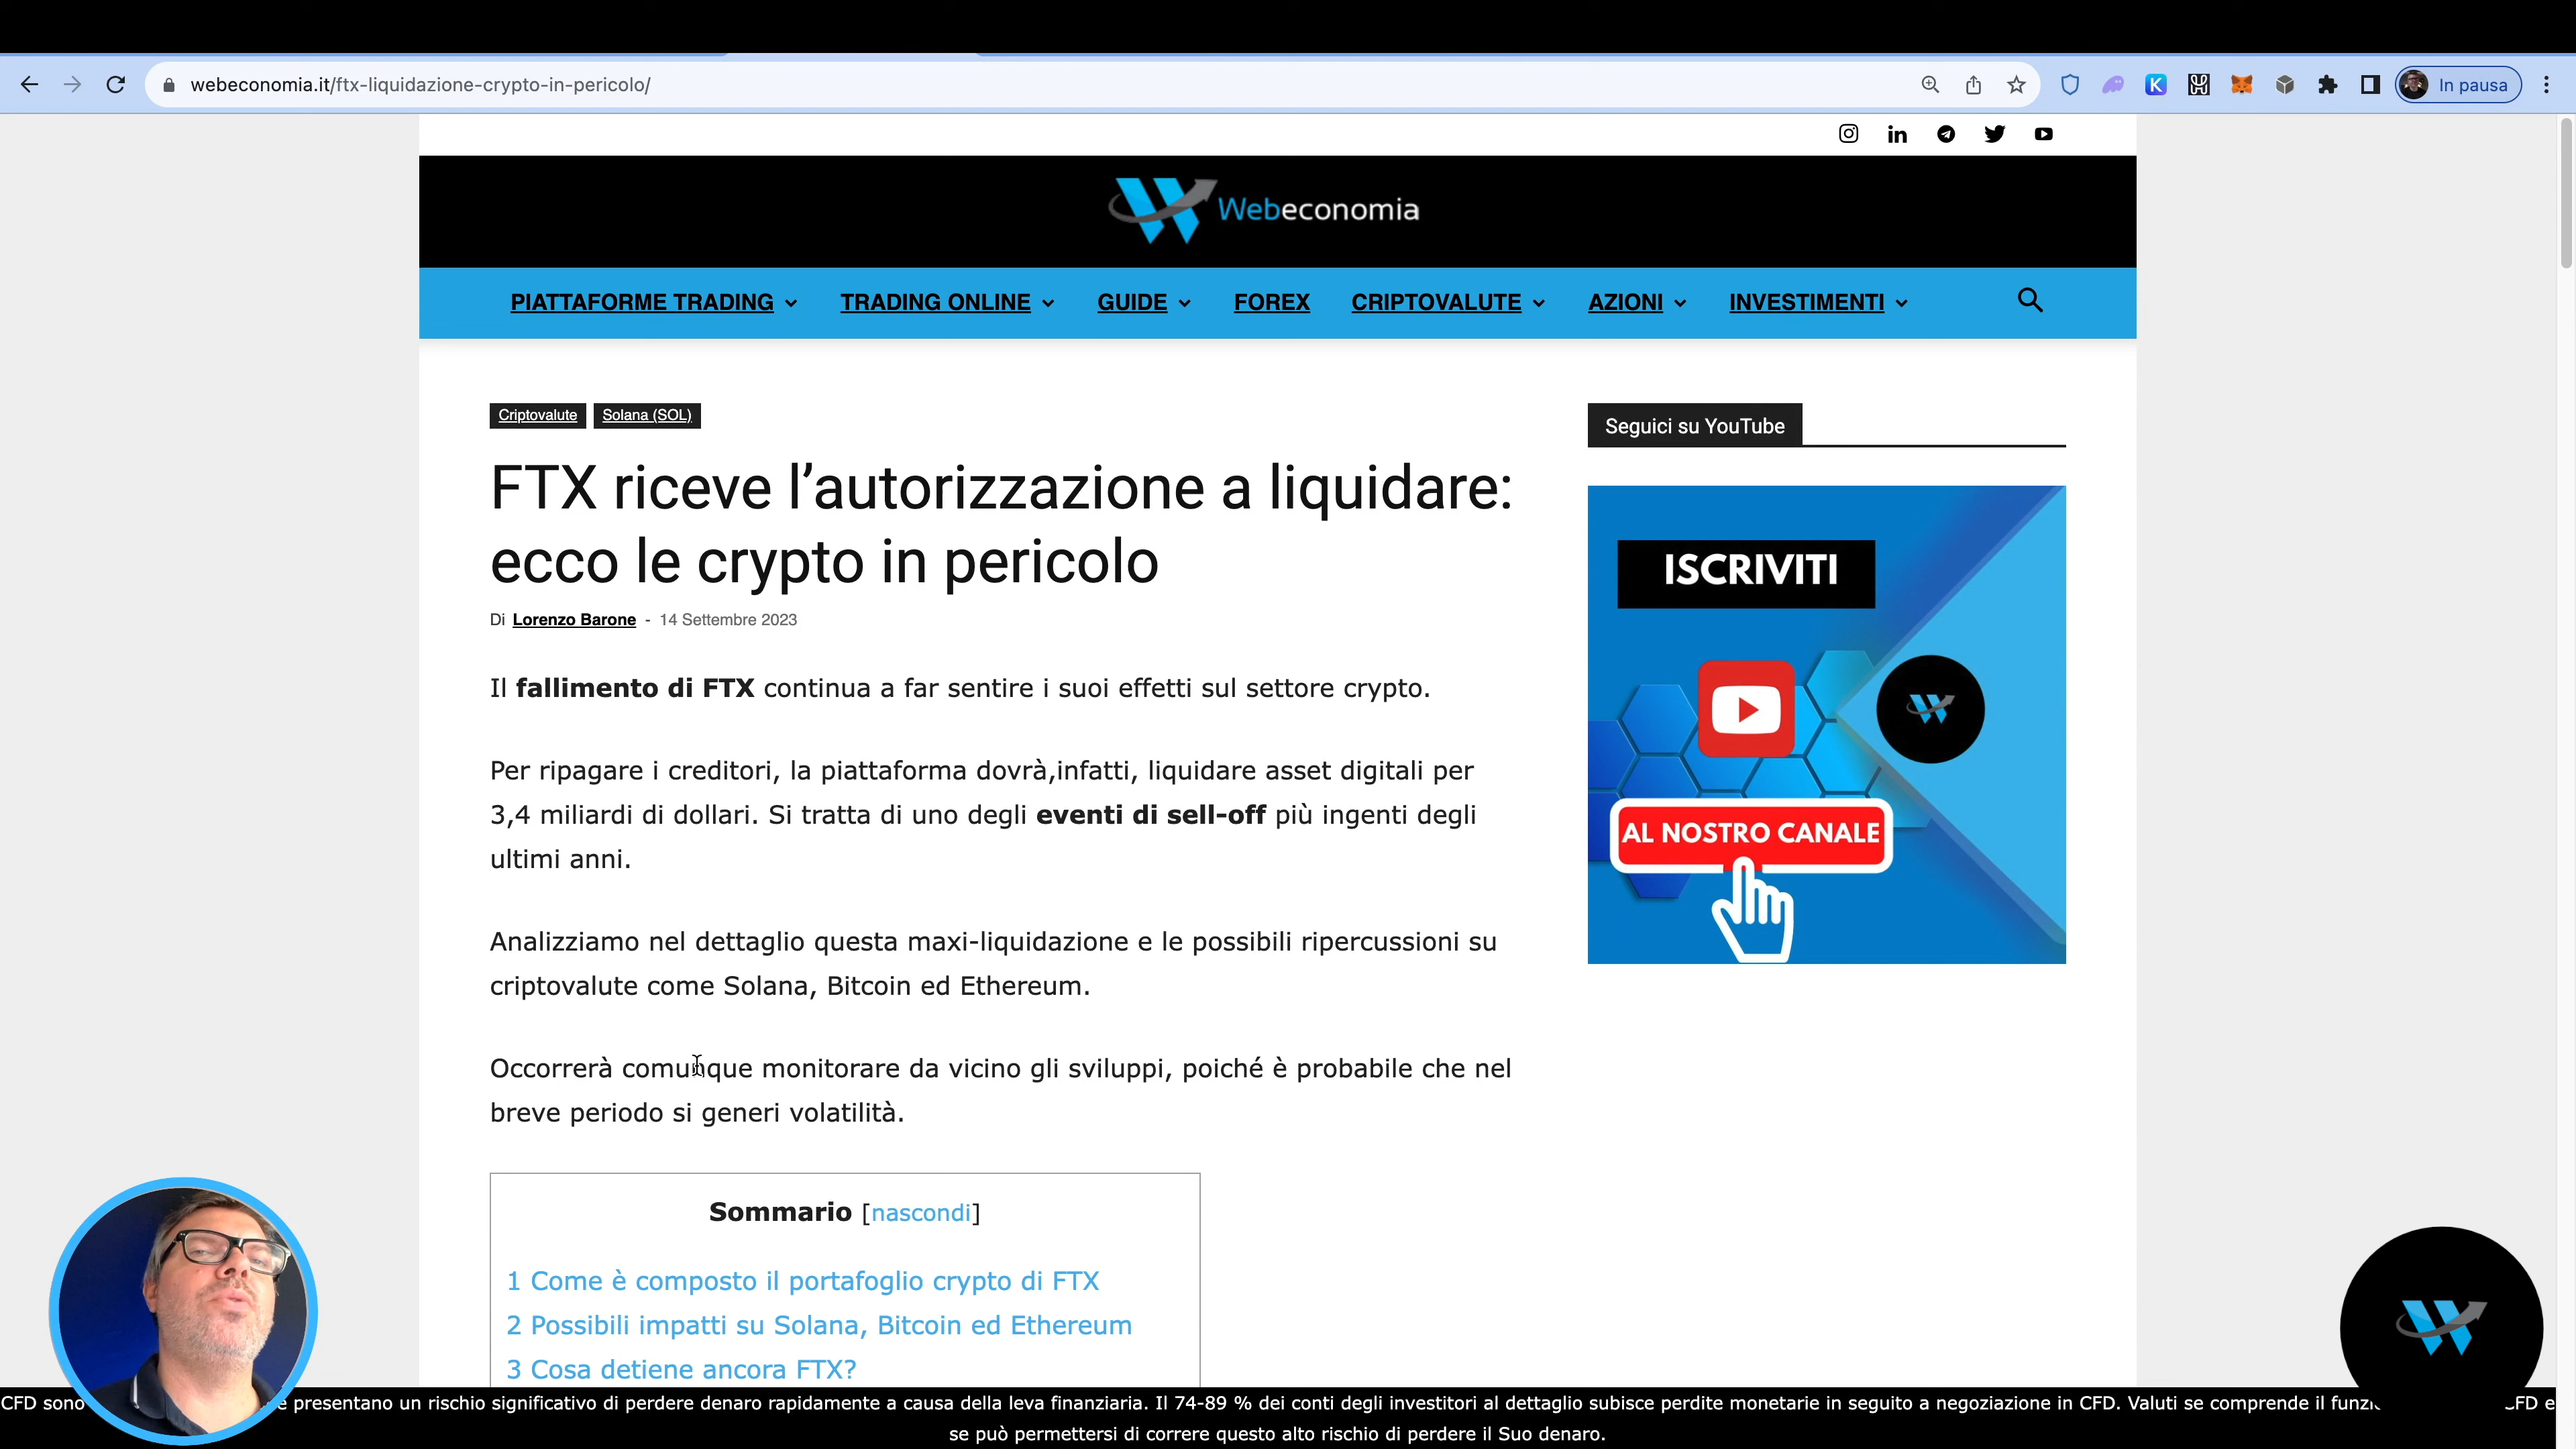 webeconomia.it/ftx-liquidazione-crypto-in-pericolo/
In pausa
Webeconomia
PIATTAFORME TRADING
TRADING ONLINE
GUIDE
FOREX
CRIPTOVALUTE
AZIONI
INVESTIMENTI
Criptovalute
Solana (SOL)
FTX riceve l’autorizzazione a liquidare:
ecco le crypto in pericolo
Di Lorenzo Barone - 14 Settembre 2023
Il fallimento di FTX continua a far sentire i suoi effetti sul settore crypto.
Per ripagare i creditori, la piattaforma dovrà,infatti, liquidare asset digitali per
3,4 miliardi di dollari. Si tratta di uno degli eventi di sell-off più ingenti degli
ultimi anni.
Analizziamo nel dettaglio questa maxi-liquidazione e le possibili ripercussioni su
criptovalute come Solana, Bitcoin ed Ethereum.
Occorrerà comunque monitorare da vicino gli sviluppi, poiché è probabile che nel
breve periodo si generi volatilità.
Sommario [nascondi]
1 Come è composto il portafoglio crypto di FTX
2 Possibili impatti su Solana, Bitcoin ed Ethereum
3 Cosa detiene ancora FTX?
Seguici su YouTube
ISCRIVITI
AL NOSTRO CANALE
CFD sono è presentano un rischio significativo di perdere denaro rapidamente a causa della leva finanziaria. Il 74-89 % dei conti degli investitori al dettaglio subisce perdite monetarie in seguito a negoziazione in CFD. Valuti se comprende il CFD e
se può permettersi di correre questo alto rischio di perdere il Suo denaro.